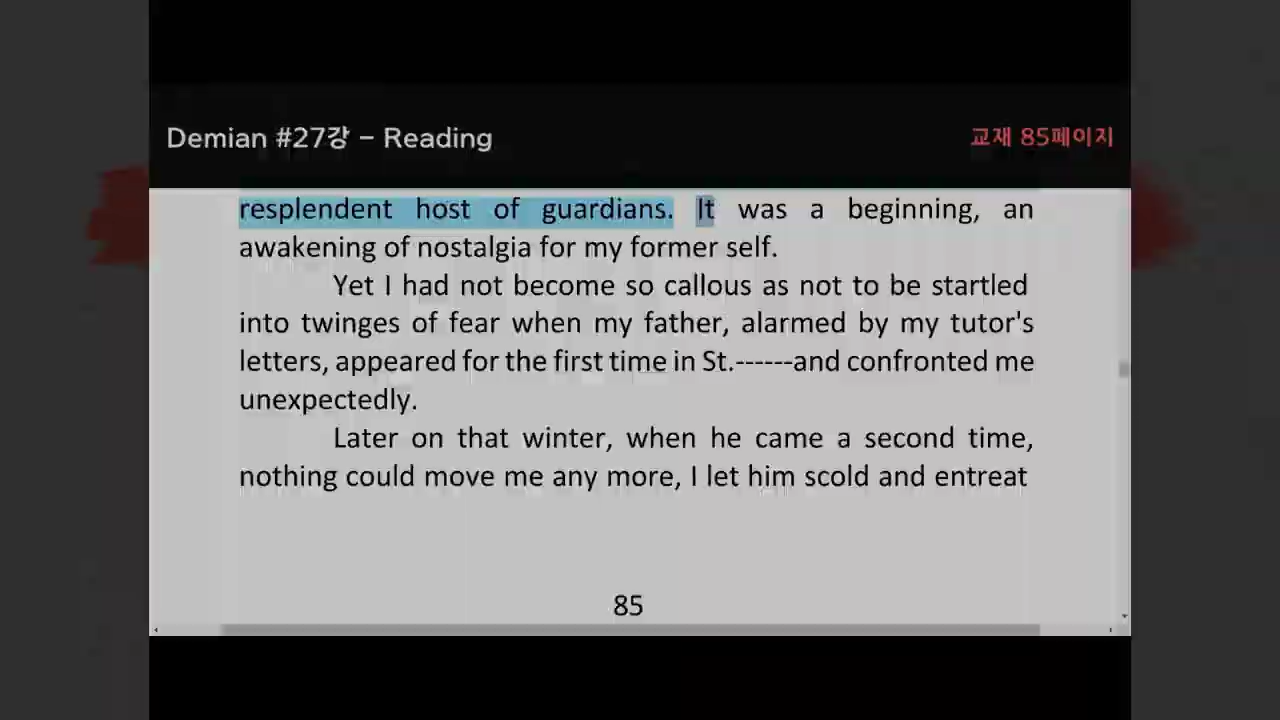 Demian #27강 – Reading
교재 85페이지
resplendent host of guardians. It was a beginning, an
awakening of nostalgia for my former self.
Yet I had not become so callous as not to be startled
into twinges of fear when my father, alarmed by my tutor's
letters, appeared for the first time in St.------and confronted me
unexpectedly.
Later on that winter, when he came a second time,
nothing could move me any more, I let him scold and entreat
85